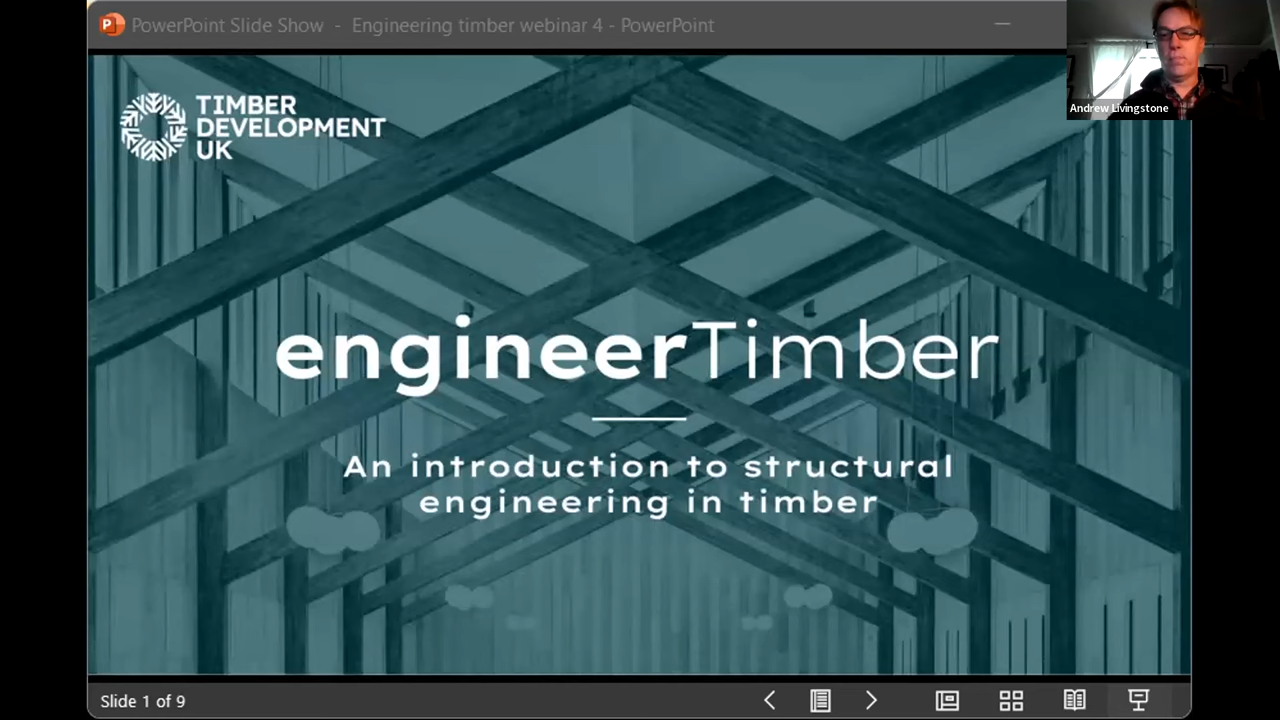 PowerPoint Slide Show - Engineering timber webinar 4 - PowerPoint
Andrew Livingstone
TIMBER
DEVELOPMENT
UK
engineerTimber
An introduction to structural
engineering in timber
Slide 1 of 9